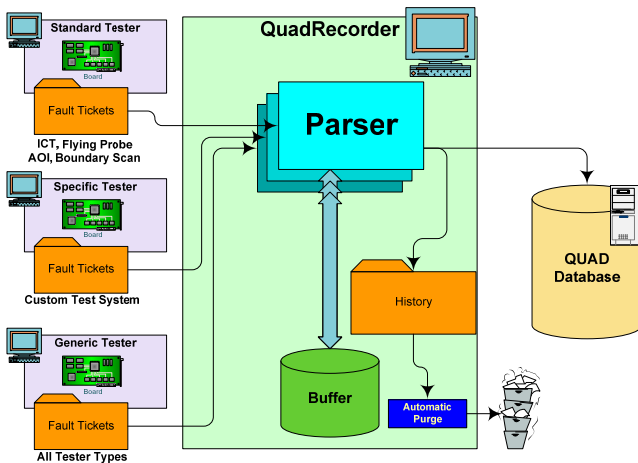 Standard Tester
Board
Fault Tickets
ICT, Flying Probe
AOI, Boundary Scan
Specific Tester
Board
Fault Tickets
Custom Test System
Generic Tester
Board
Fault Tickets
All Tester Types
QuadRecorder
Parser
History
Buffer
Automatic
Purge
QUAD
Database